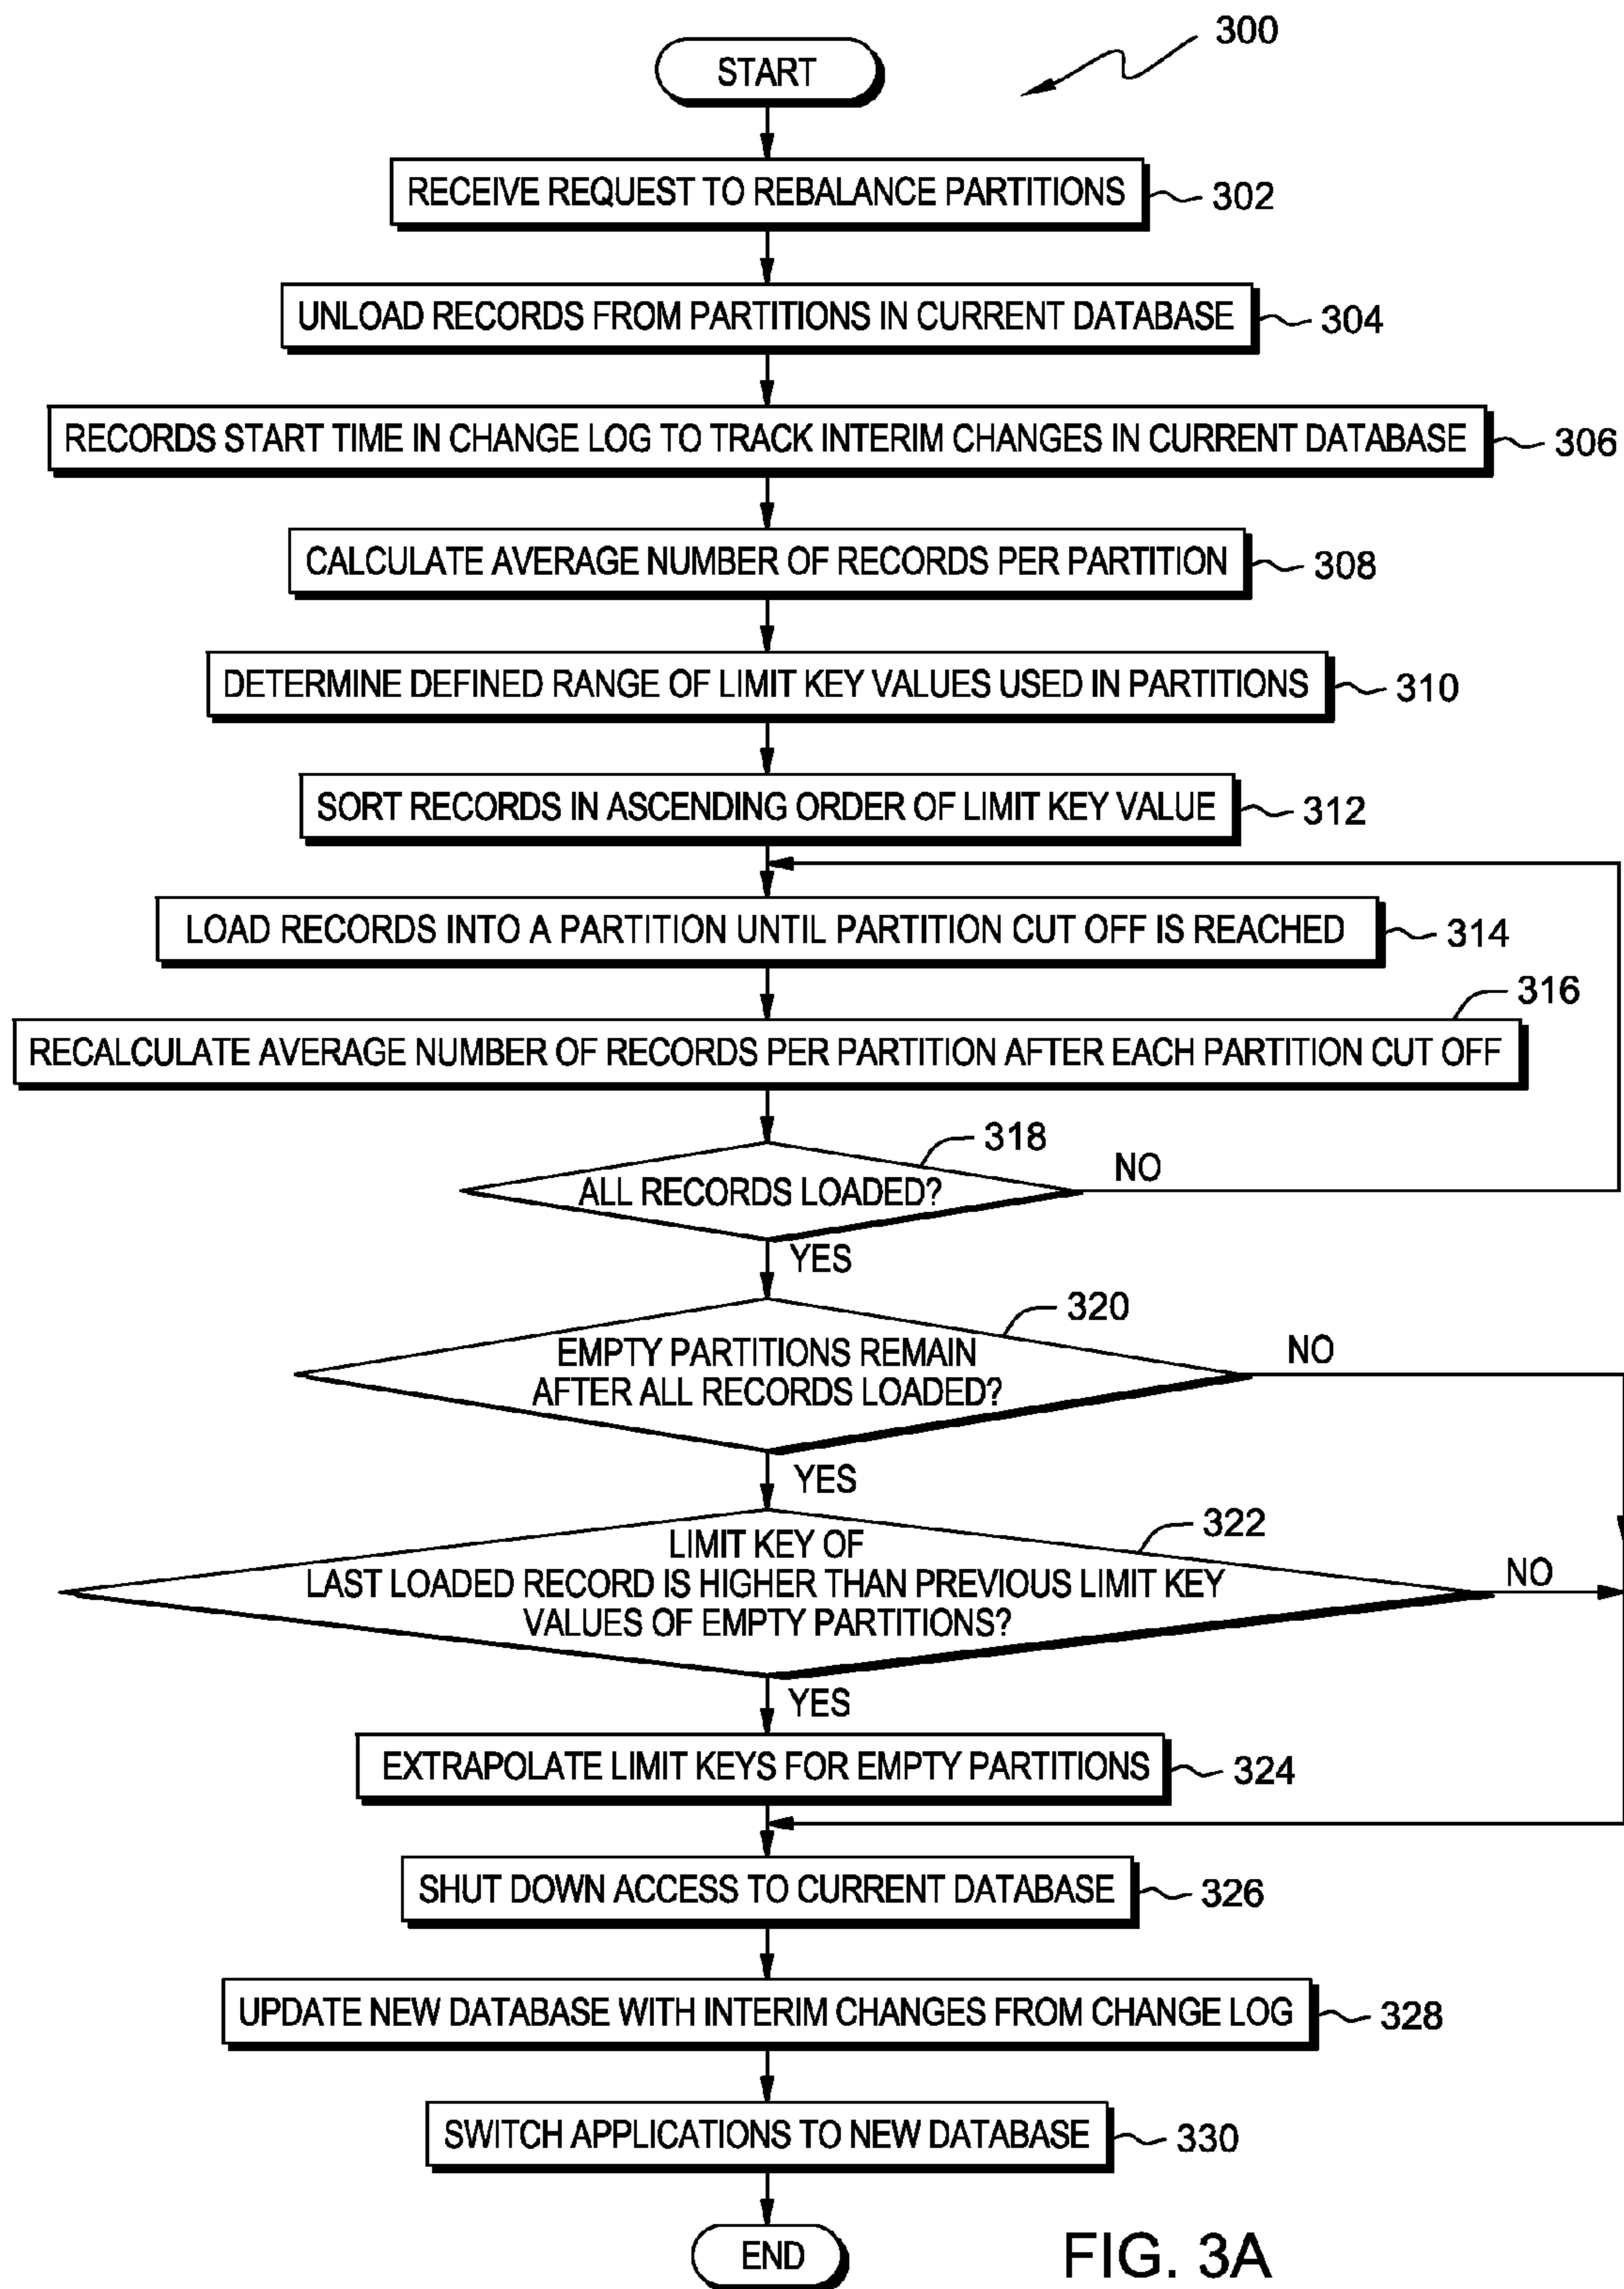 300
START
RECEIVE REQUEST TO REBALANCE PARTITIONS
302
UNLOAD RECORDS FROM PARTITIONS IN CURRENT DATABASE
304
RECORDS START TIME IN CHANGE LOG TO TRACK INTERIM CHANGES IN CURRENT DATABASE
306
CALCULATE AVERAGE NUMBER OF RECORDS PER PARTITION
308
DETERMINE DEFINED RANGE OF LIMIT KEY VALUES USED IN PARTITIONS
310
SORT RECORDS IN ASCENDING ORDER OF LIMIT KEY VALUE
312
LOAD RECORDS INTO A PARTITION UNTIL PARTITION CUT OFF IS REACHED
314
316
RECALCULATE AVERAGE NUMBER OF RECORDS PER PARTITION AFTER EACH PARTITION CUT OFF
318
ALL RECORDS LOADED?
NO
YES
320
EMPTY PARTITIONS REMAIN
AFTER ALL RECORDS LOADED?
NO
YES
322
LIMIT KEY OF
LAST LOADED RECORD IS HIGHER THAN PREVIOUS LIMIT KEY
VALUES OF EMPTY PARTITIONS?
NO
YES
EXTRAPOLATE LIMIT KEYS FOR EMPTY PARTITIONS
324
SHUT DOWN ACCESS TO CURRENT DATABASE
326
UPDATE NEW DATABASE WITH INTERIM CHANGES FROM CHANGE LOG
328
SWITCH APPLICATIONS TO NEW DATABASE
330
END
FIG. 3A